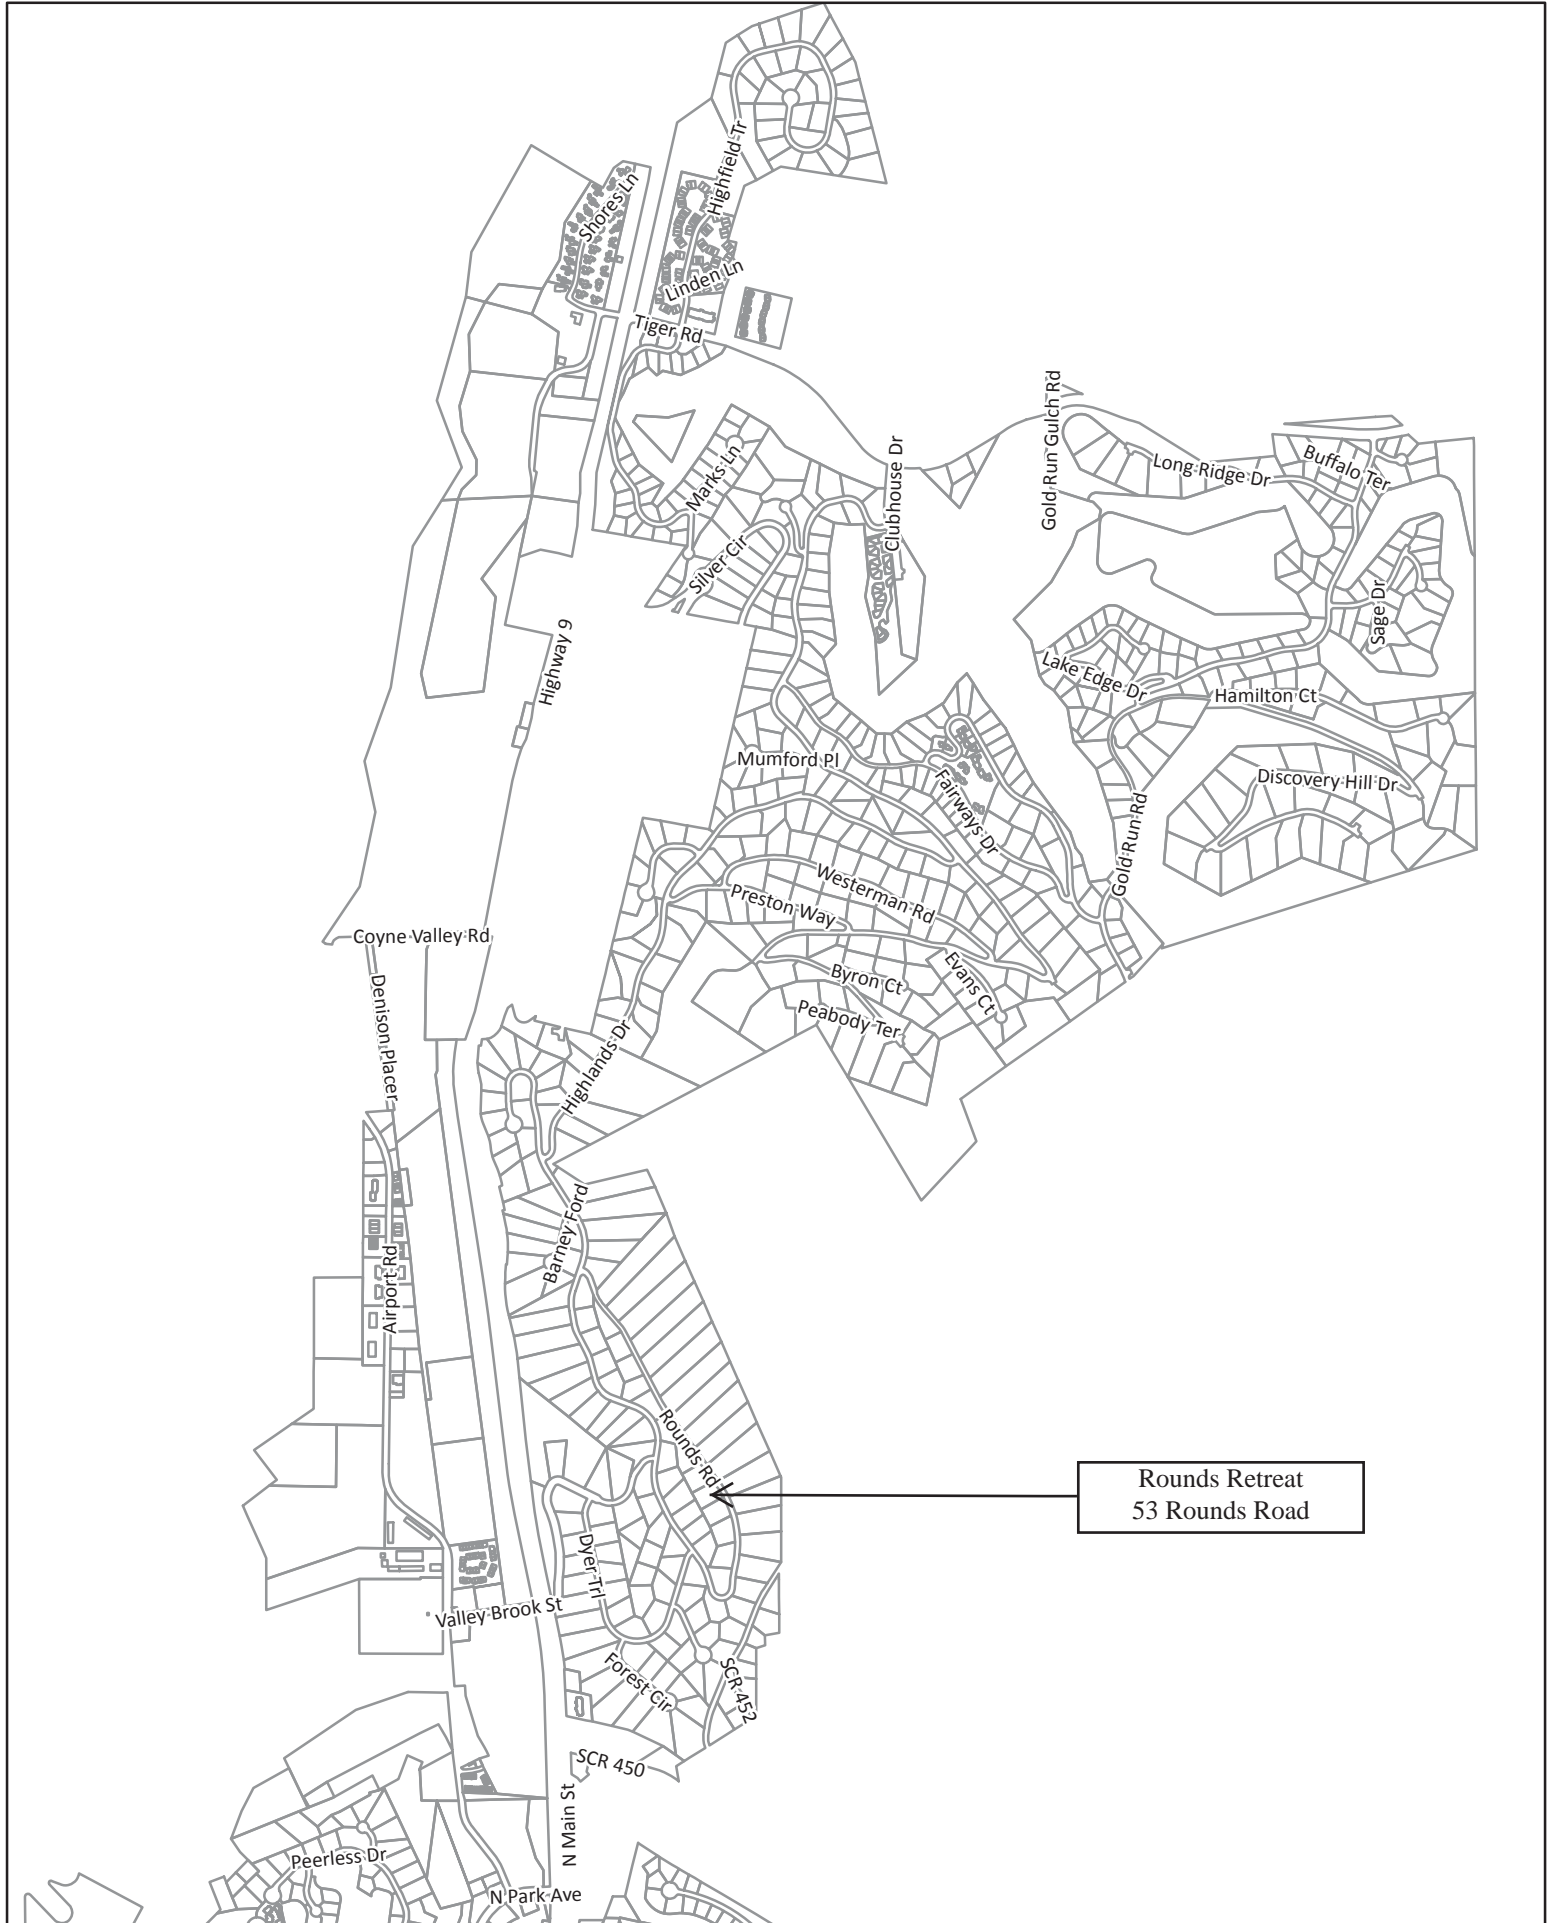 Highfield Tr
Shores Ln
Linden Ln
Tiger Rd
Gold Run Gulch Rd
Clubhouse Dr
Marks Ln
Long Ridge Dr
Buffalo Ter
Silver Cir
Sage Dr
Highway 9
Lake Edge Dr
Hamilton Ct
Mumford Pl
Fairways Dr
Discovery Hill Dr
Gold Run Rd
Westerman Rd
Preston Way
Coyne Valley Rd
Evans Ct
Byron Ct
Denison Placer
Peabody Ter
Highlands Dr
Barney Ford
Airport Rd
Rounds Rd
Rounds Retreat
53 Rounds Road
Dyer Trl
Valley Brook St
Forest Cir
SCR 452
SCR 450
N Main St
Peerless Dr
N Park Ave